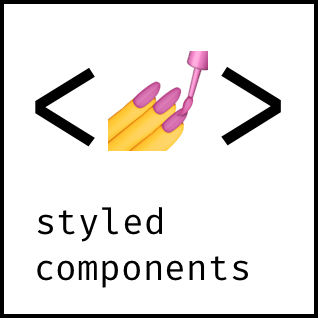 < 💅 >
styled
components